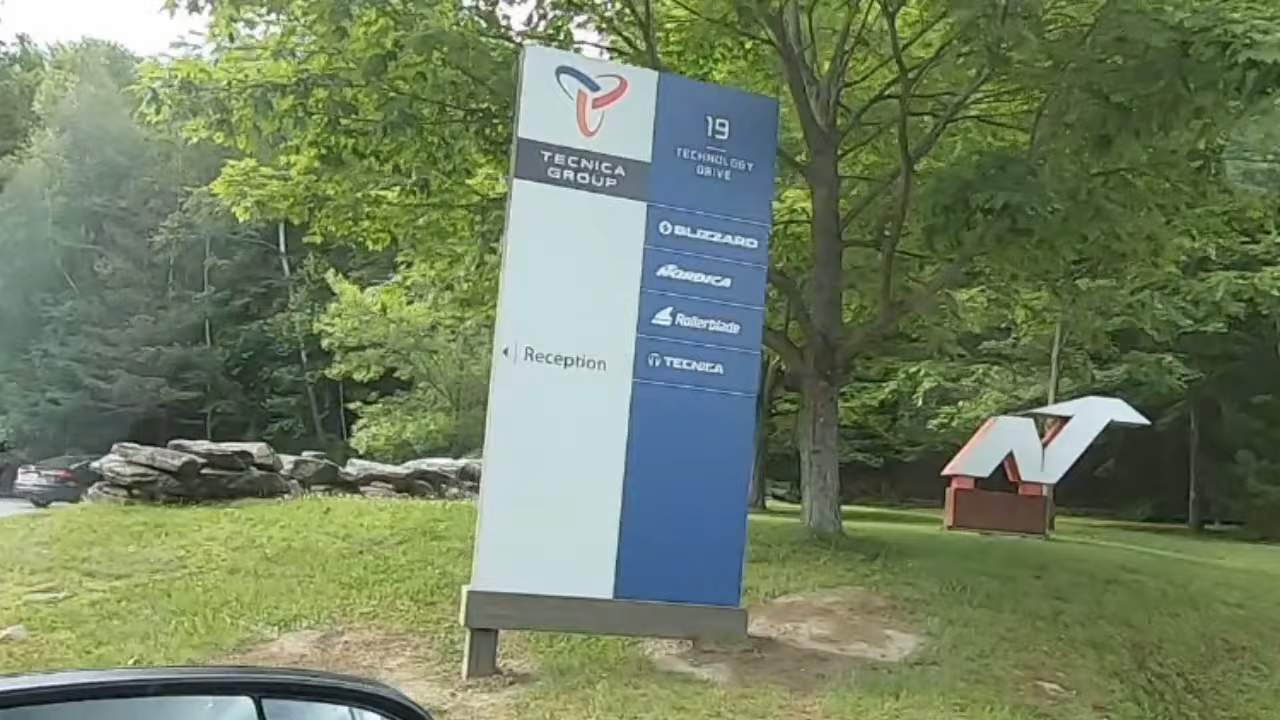 TECNICA
GROUP
19
TECHNOLOGY
DRIVE
BLIZZARD
NORDICA
Rollerblade
TECNICA
Reception
N